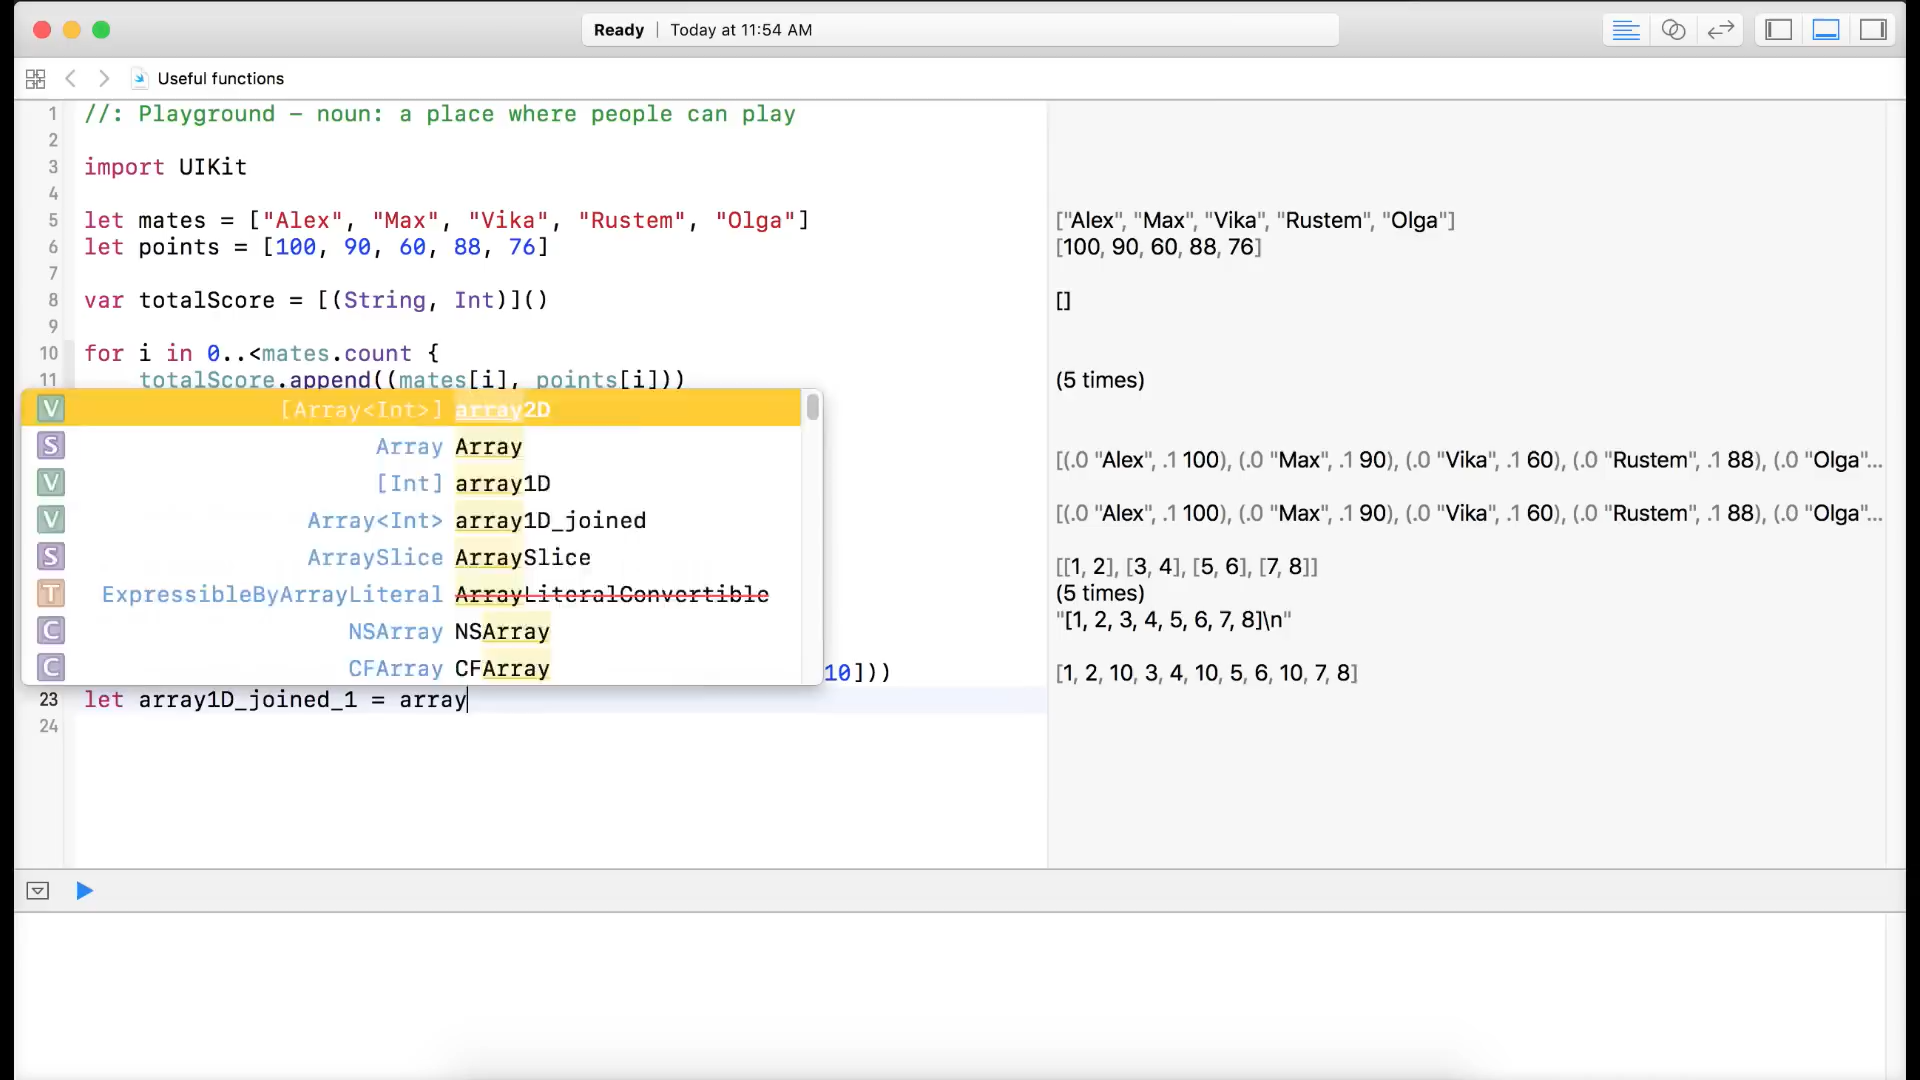 Ready | Today at 11:54 AM
Useful functions
1 //: Playground - noun: a place where people can play
2
3 import UIKit
4
5 let mates = ["Alex", "Max", "Vika", "Rustem", "Olga"]
6 let points = [100, 90, 60, 88, 76]
7
8 var totalScore = [(String, Int)]()
9
10 for i in 0..<mates.count {
11 totalScore.append((mates[i], points[i]))
V [Array<Int>] array2D
S Array Array
V [Int] array1D
V Array<Int> array1D_joined
S ArraySlice ArraySlice
T ExpressibleByArrayLiteral ArrayLiteralConvertible
C NSArray NSArray
C CFArray CFArray
10]))
23 let array1D_joined_1 = array
24
["Alex", "Max", "Vika", "Rustem", "Olga"]
[100, 90, 60, 88, 76]
[]
(5 times)
[(.0 "Alex", .1 100), (.0 "Max", .1 90), (.0 "Vika", .1 60), (.0 "Rustem", .1 88), (.0 "Olga"...
[(.0 "Alex", .1 100), (.0 "Max", .1 90), (.0 "Vika", .1 60), (.0 "Rustem", .1 88), (.0 "Olga"...
[[1, 2], [3, 4], [5, 6], [7, 8]]
(5 times)
"[1, 2, 3, 4, 5, 6, 7, 8]\n"
[1, 2, 10, 3, 4, 10, 5, 6, 10, 7, 8]